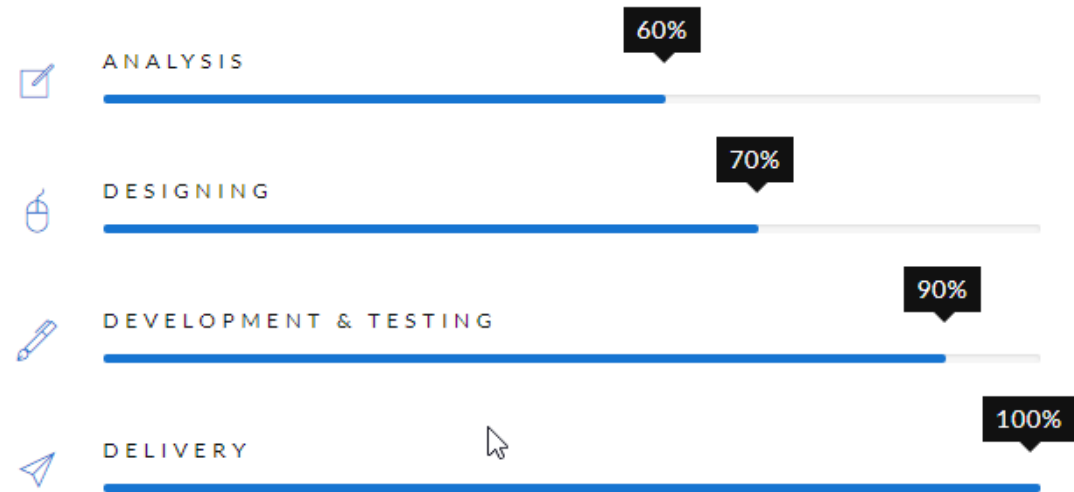 60%
ANALYSIS
70%
DESIGNING
90%
DEVELOPMENT & TESTING
100%
DELIVERY